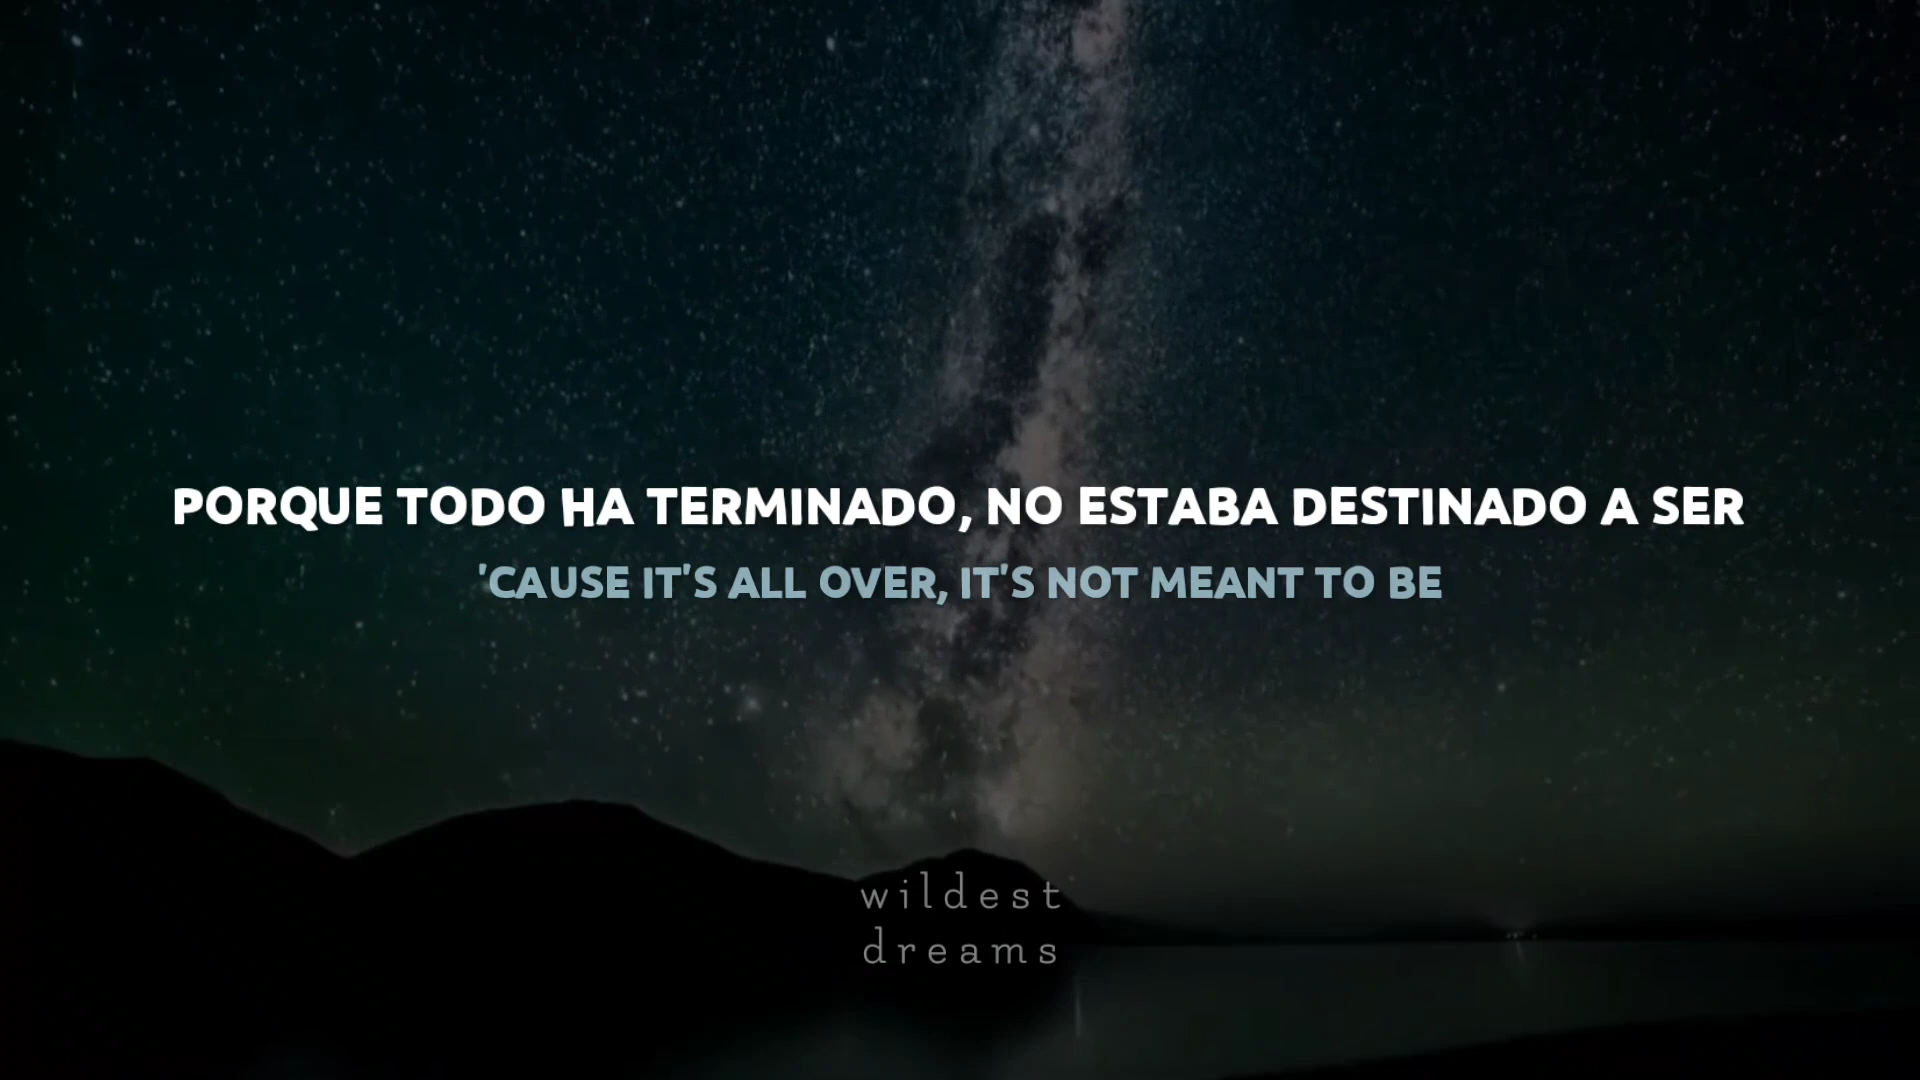 PORQUE TODO HA TERMINADO, NO ESTABA DESTINADO A SER
'CAUSE IT'S ALL OVER, IT'S NOT MEANT TO BE
wildest
dreams